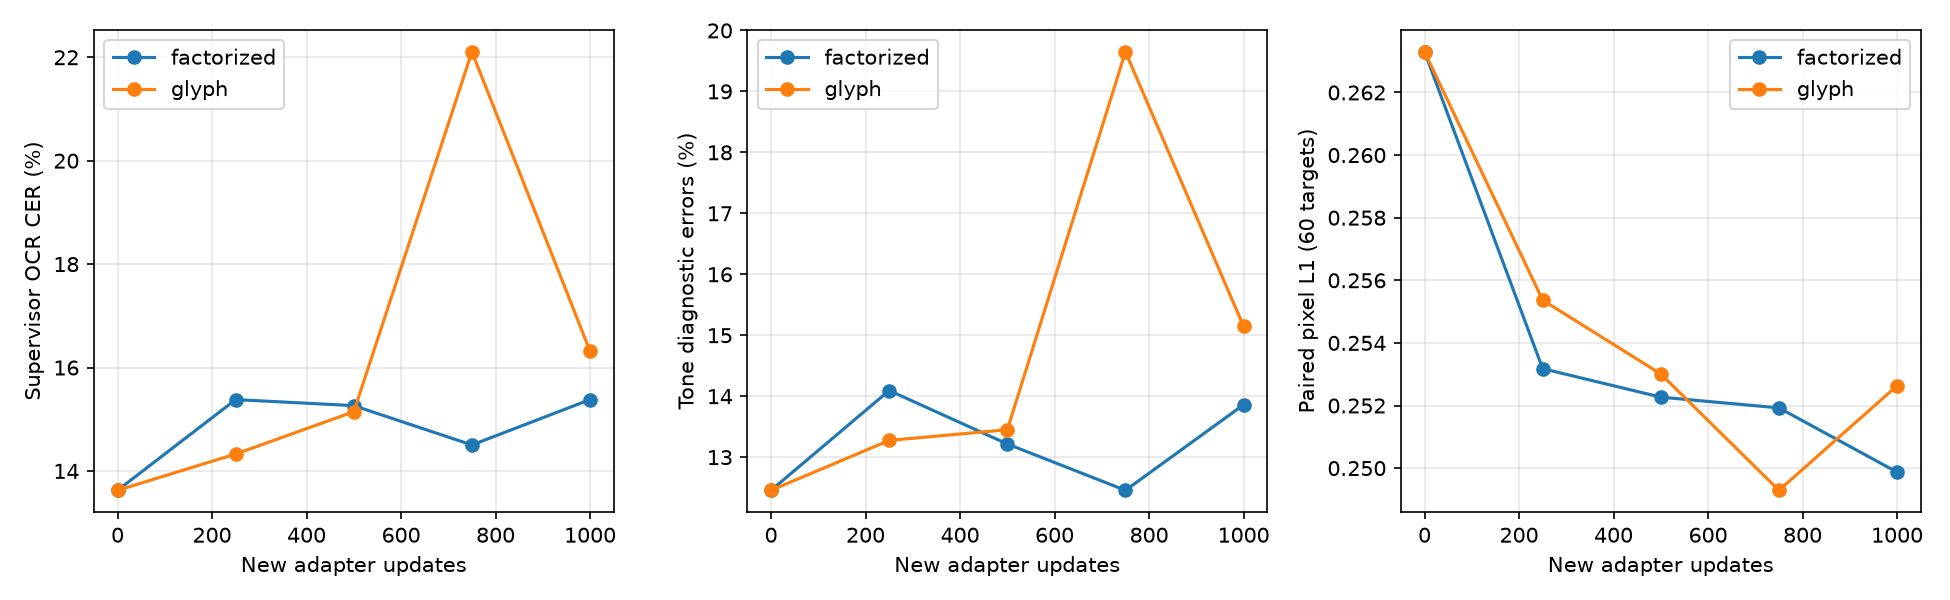 factorized
glyph
22
20
18
16
14
Supervisor OCR CER (%)
0 200 400 600 800 1000
New adapter updates
factorized
glyph
20
19
18
17
16
15
14
13
Tone diagnostic errors (%)
0 200 400 600 800 1000
New adapter updates
factorized
glyph
0.262
0.260
0.258
0.256
0.254
0.252
0.250
Paired pixel L1 (60 targets)
0 200 400 600 800 1000
New adapter updates